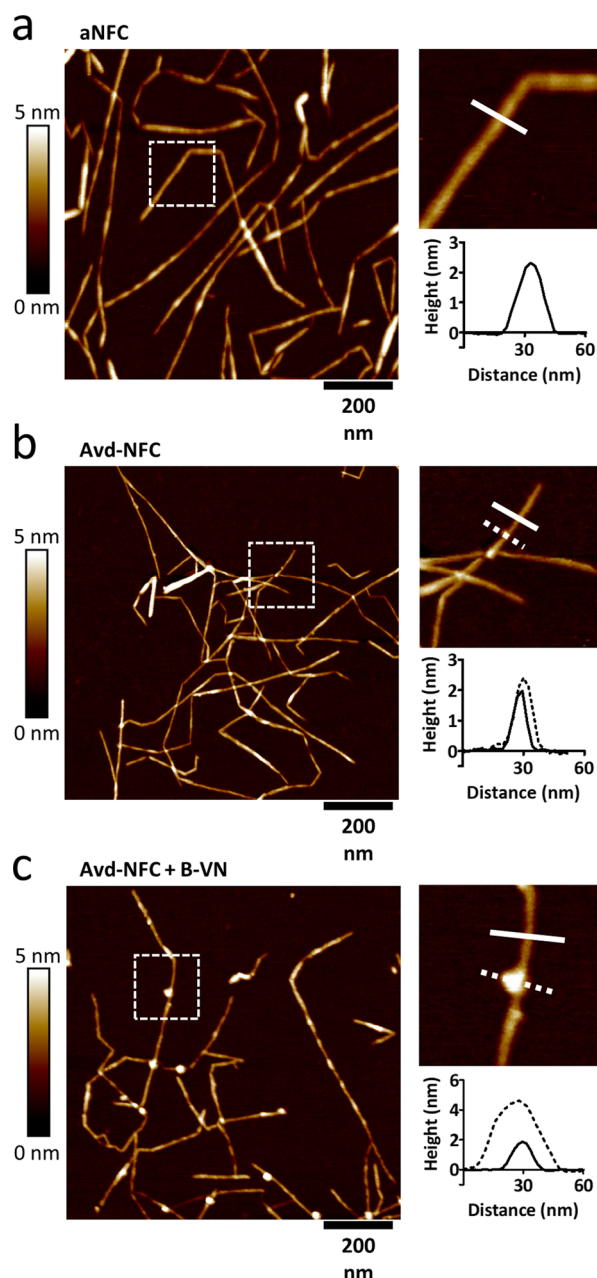 a
aNFC
5 nm
0 nm
200
nm
Height (nm)
3
2
1
0
30
60
Distance (nm)
b
Avd-NFC
5 nm
0 nm
200
nm
Height (nm)
3
2
1
0
30
60
Distance (nm)
c
Avd-NFC + B-VN
5 nm
0 nm
200
nm
Height (nm)
6
4
2
0
30
60
Distance (nm)